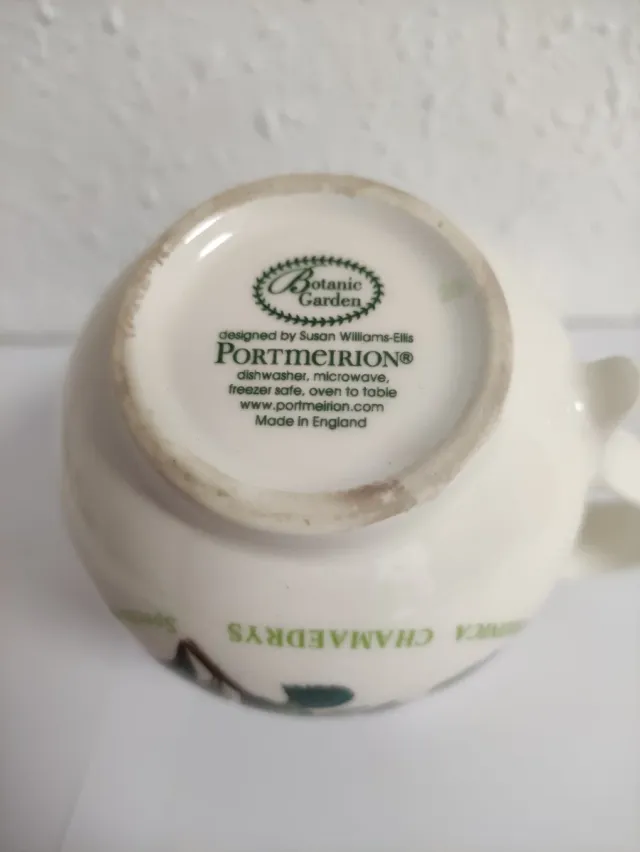 Botanic
Garden
designed by Susan Williams-Ellis
PORTMEIRION®
dishwasher, microwave,
freezer safe, oven to table
www.portmeirion.com
Made in England
CHAMAEDRYS